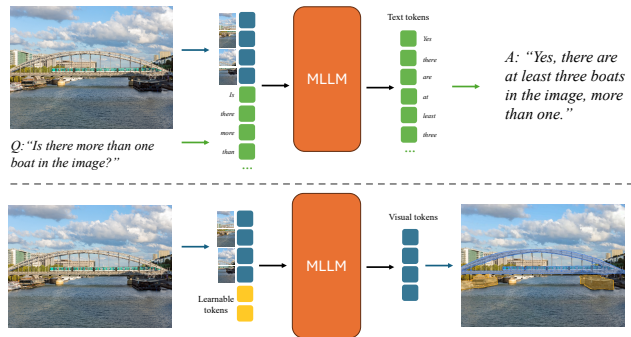 Text tokens
Yes
there
are
at
least
three
...
MLLM
Is
there
more
than
...
Q:“Is there more than one
boat in the image?”
A: “Yes, there are
at least three boats
in the image, more
than one.”
Learnable
tokens
MLLM
Visual tokens